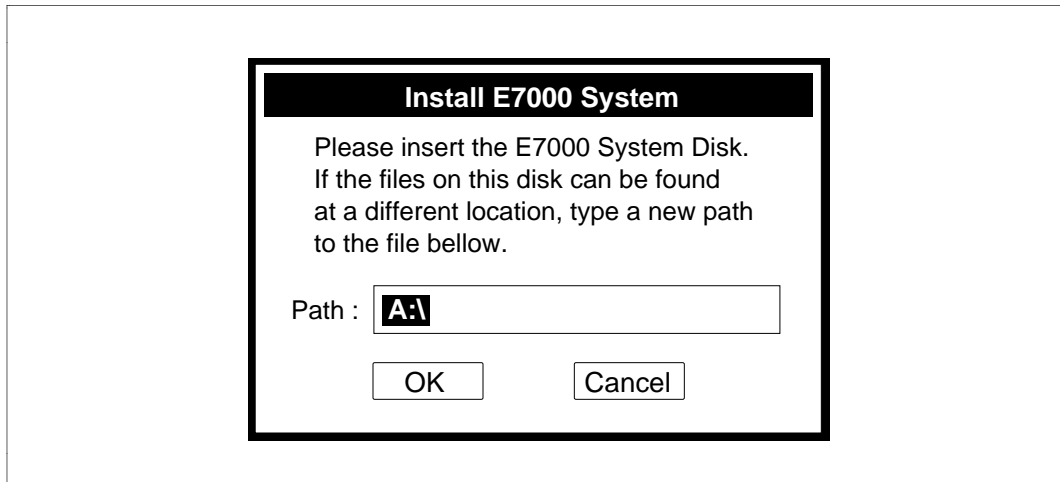 Install E7000 System
Please insert the E7000 System Disk.
If the files on this disk can be found
at a different location, type a new path
to the file bellow.
Path : A:\
OK Cancel